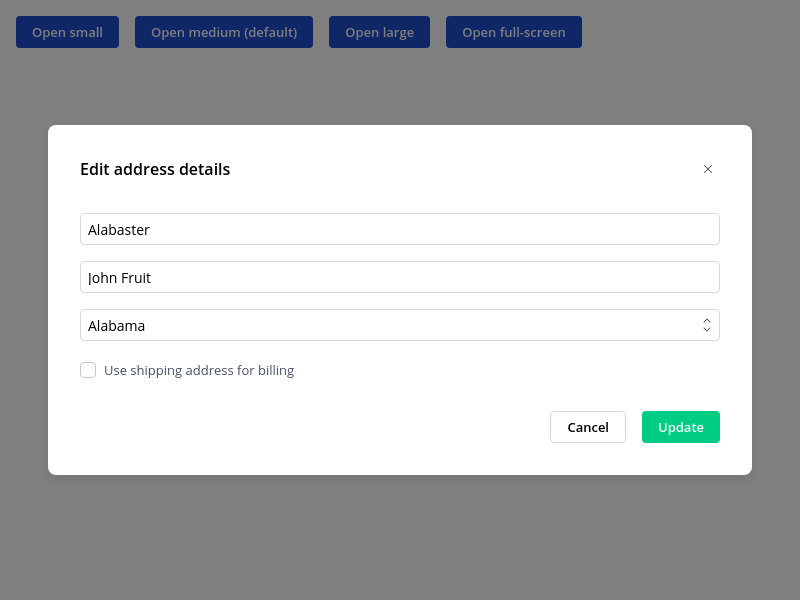 Open small Open medium (default) Open large Open full-screen
Edit address details
Alabaster
John Fruit
Alabama
Use shipping address for billing
Cancel Update